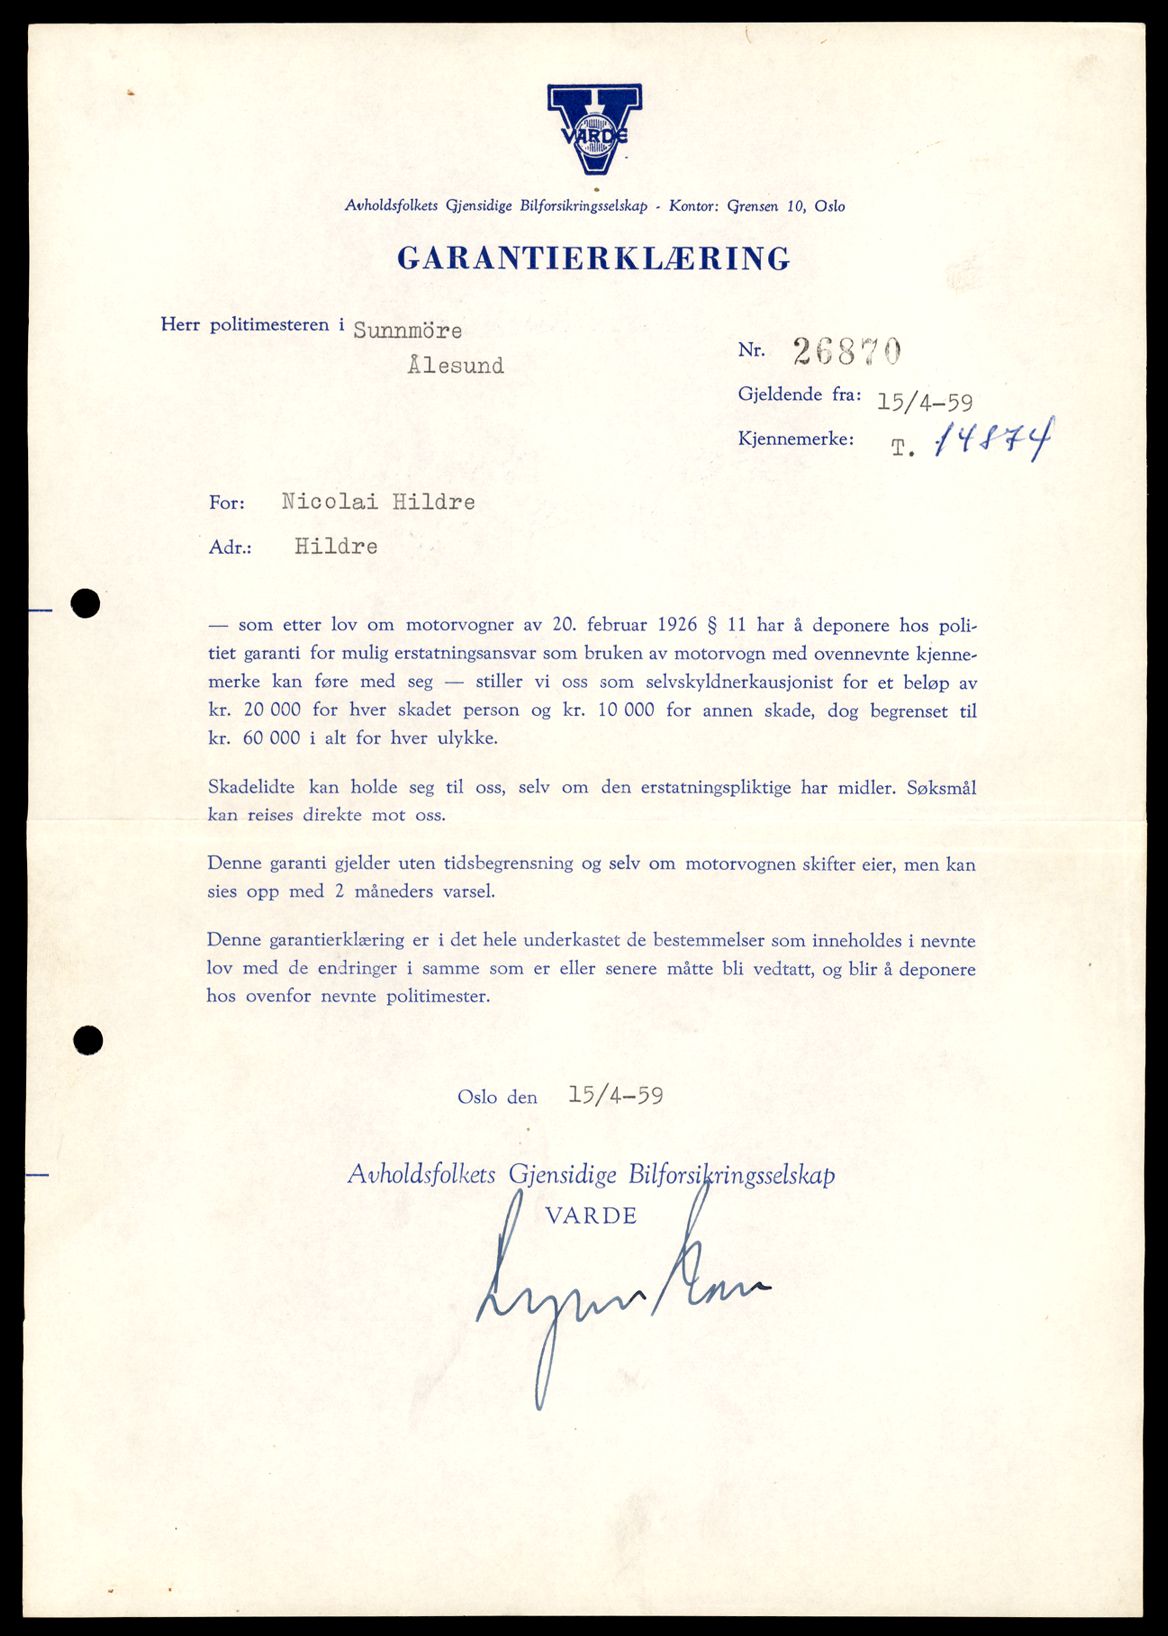 VARDE
Avholdsfolkets Gjensidige Bilforsikringsselskap - Kontor: Grensen 10, Oslo
GARANTIERKLÆRING
Herr politimesteren i Sunnmöre
Ålesund
Nr. 26870
Gjeldende fra: 15/4-59
Kjennemerke: T. 14874
For: Nicolai Hildre
Adr.: Hildre
— som etter lov om motorvogner av 20. februar 1926 § 11 har å deponere hos poli-
tiet garanti for mulig erstatningsansvar som bruken av motorvogn med ovennevnte kjenne-
merke kan føre med seg — stiller vi oss som selvskyldnerkausjonist for et beløp av
kr. 20 000 for hver skadet person og kr. 10 000 for annen skade, dog begrenset til
kr. 60 000 i alt for hver ulykke.
Skadelidte kan holde seg til oss, selv om den erstatningspliktige har midler. Søksmål
kan reises direkte mot oss.
Denne garanti gjelder uten tidsbegrensning og selv om motorvognen skifter eier, men kan
sies opp med 2 måneders varsel.
Denne garantierklæring er i det hele underkastet de bestemmelser som inneholdes i nevnte
lov med de endringer i samme som er eller senere måtte bli vedtatt, og blir å deponere
hos ovenfor nevnte politimester.
Oslo den 15/4-59
Avholdsfolkets Gjensidige Bilforsikringsselskap
VARDE